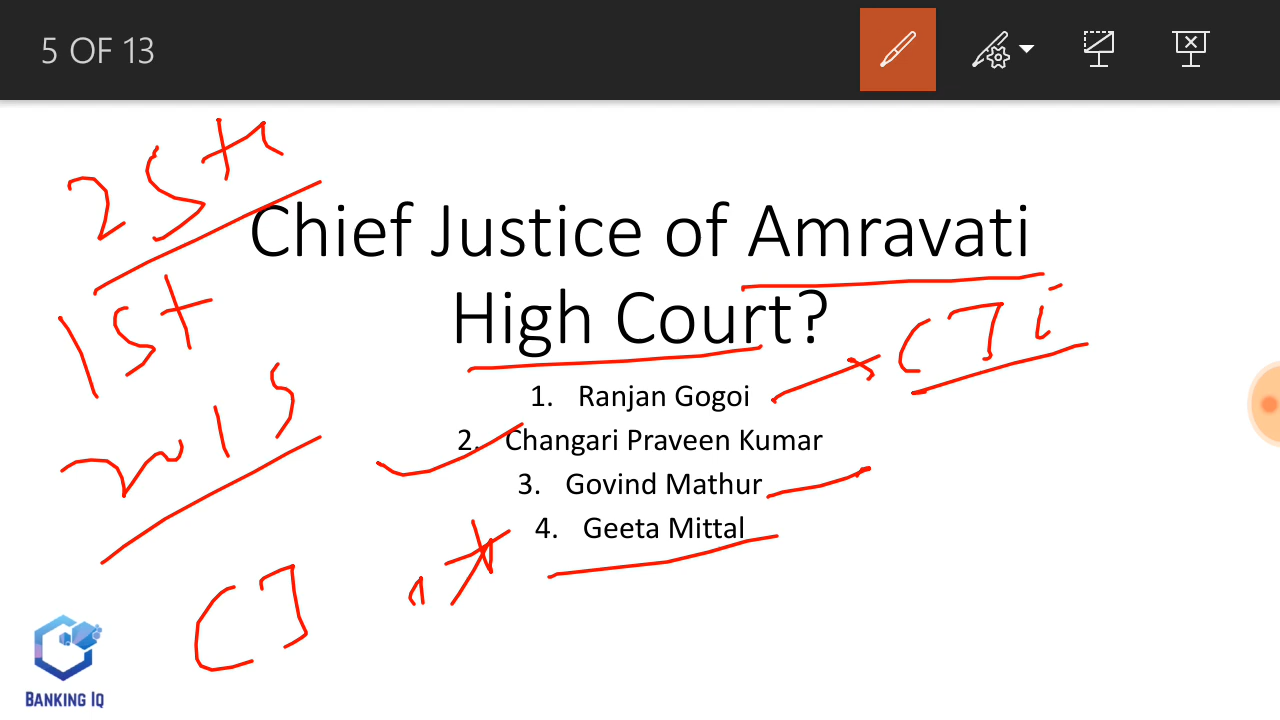 5 OF 13
25th
Chief Justice of Amravati
High Court?
1st
CJI
1. Ranjan Gogoi
2. Changari Praveen Kumar
2019
3. Govind Mathur
4. Geeta Mittal
CJ
BANKING IQ